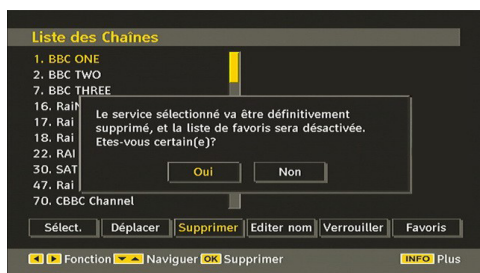 Liste des Chaînes
1. BBC ONE
2. BBC TWO
7. BBC THREE
16. Rai
17. Rai
18. Rai
22. RAI
30. SAT
47. Rai
70. CBBC Channel
Le service sélectionné va être définitivement
supprimé, et la liste de favoris sera désactivée.
Etes-vous certain(e)?
Oui Non
Sélect. Déplacer Supprimer Editer nom Verrouiller Favoris
Fonction Naviguer OK Supprimer INFO Plus